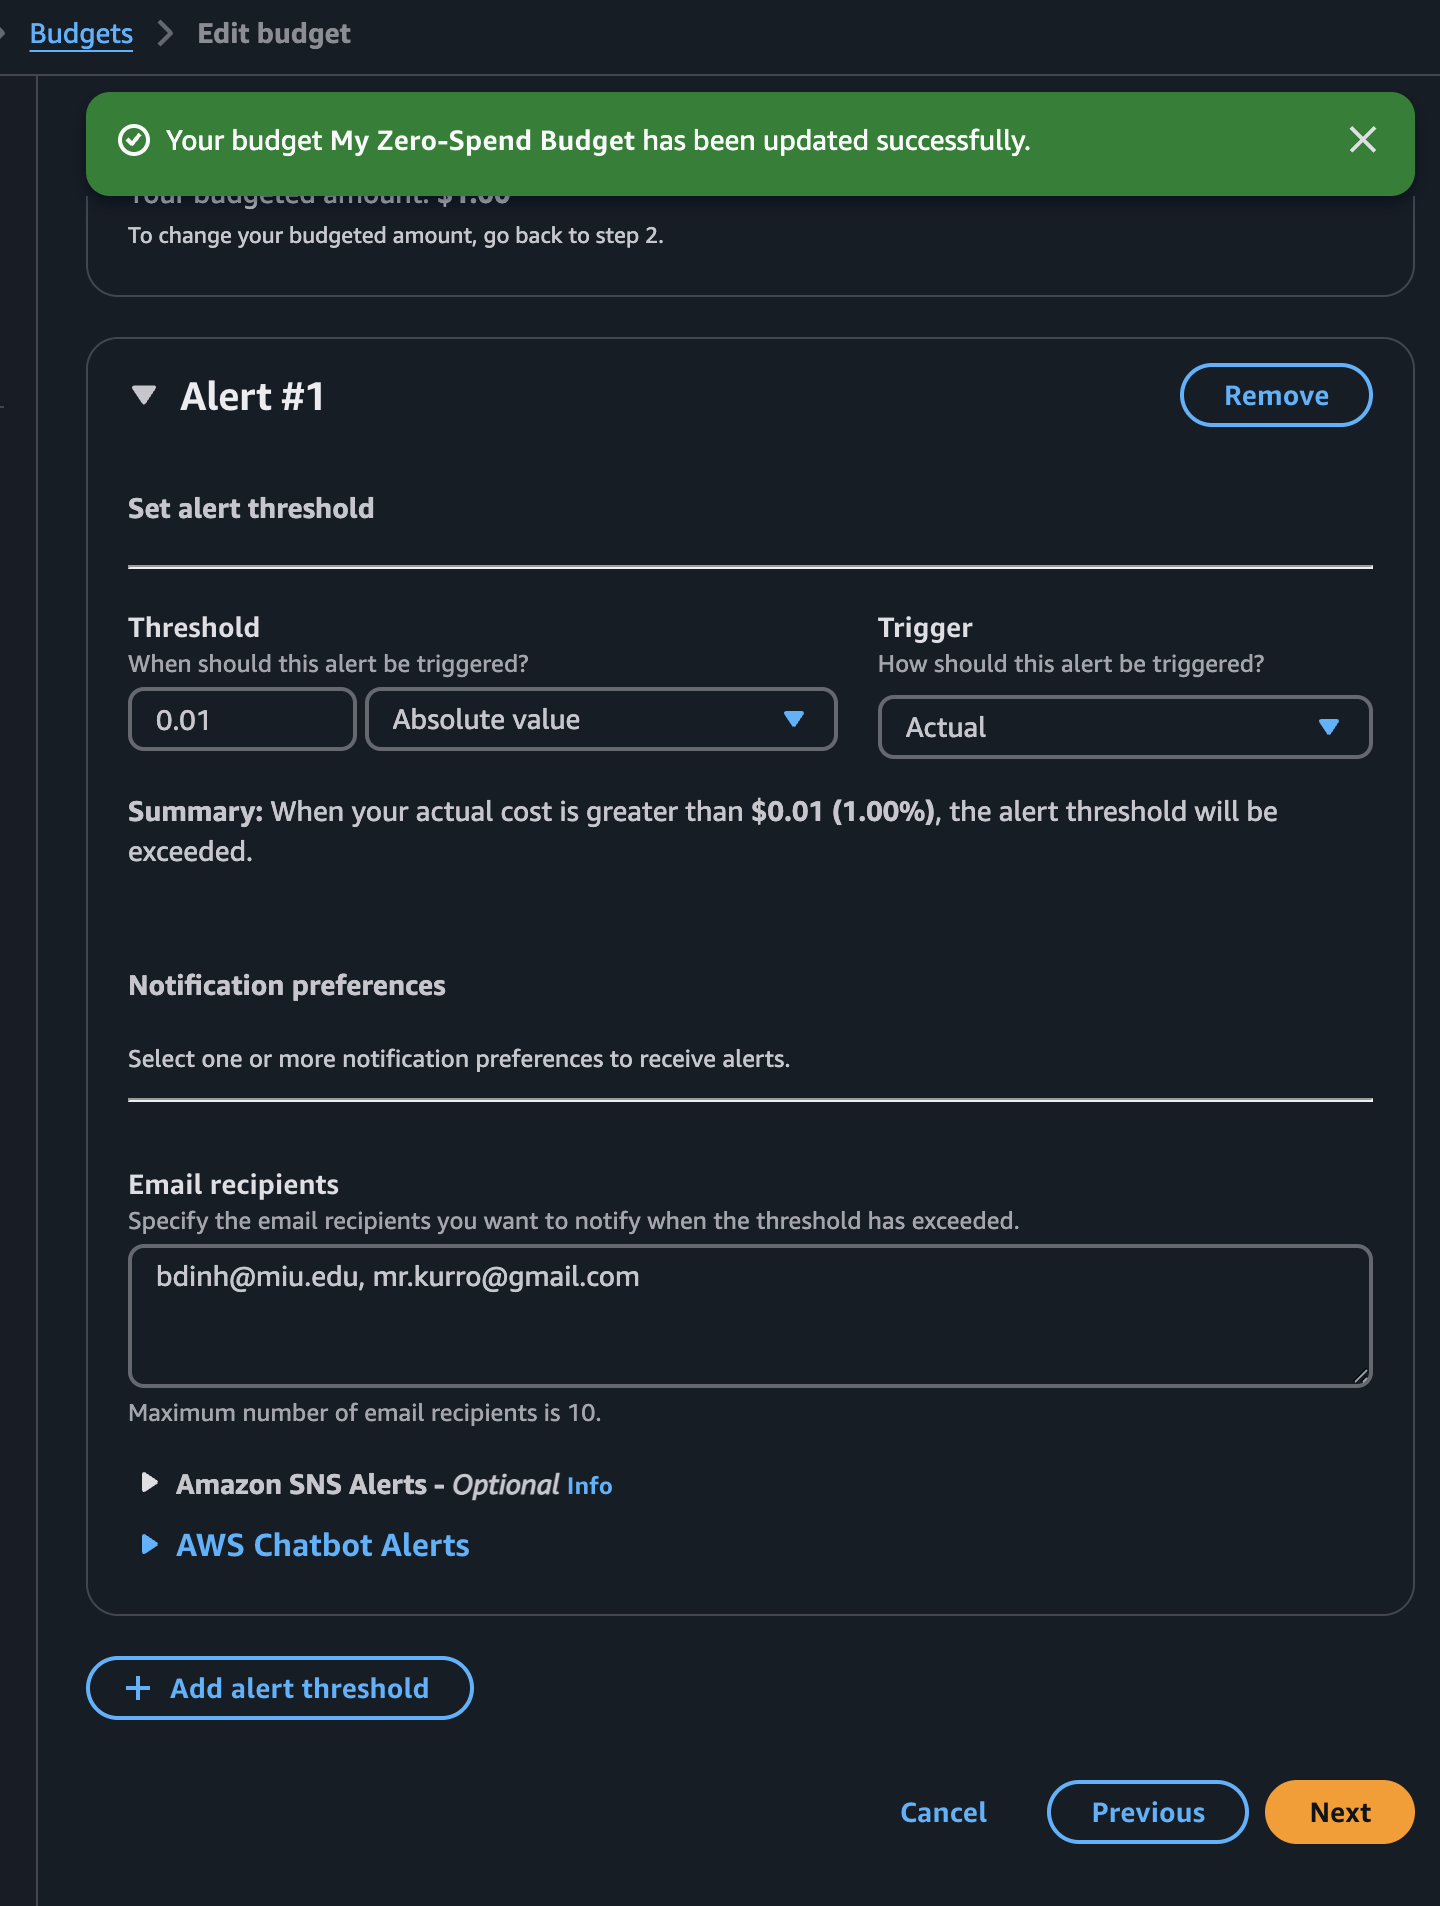 Budgets > Edit budget
Your budget My Zero-Spend Budget has been updated successfully.
Your budgeted amount: $1.00
To change your budgeted amount, go back to step 2.
Alert #1
Remove
Set alert threshold
Threshold
When should this alert be triggered?
0.01
Absolute value
Trigger
How should this alert be triggered?
Actual
Summary: When your actual cost is greater than $0.01 (1.00%), the alert threshold will be
exceeded.
Notification preferences
Select one or more notification preferences to receive alerts.
Email recipients
Specify the email recipients you want to notify when the threshold has exceeded.
bdinh@miu.edu, mr.kurro@gmail.com
Maximum number of email recipients is 10.
Amazon SNS Alerts - Optional Info
AWS Chatbot Alerts
+ Add alert threshold
Cancel
Previous
Next